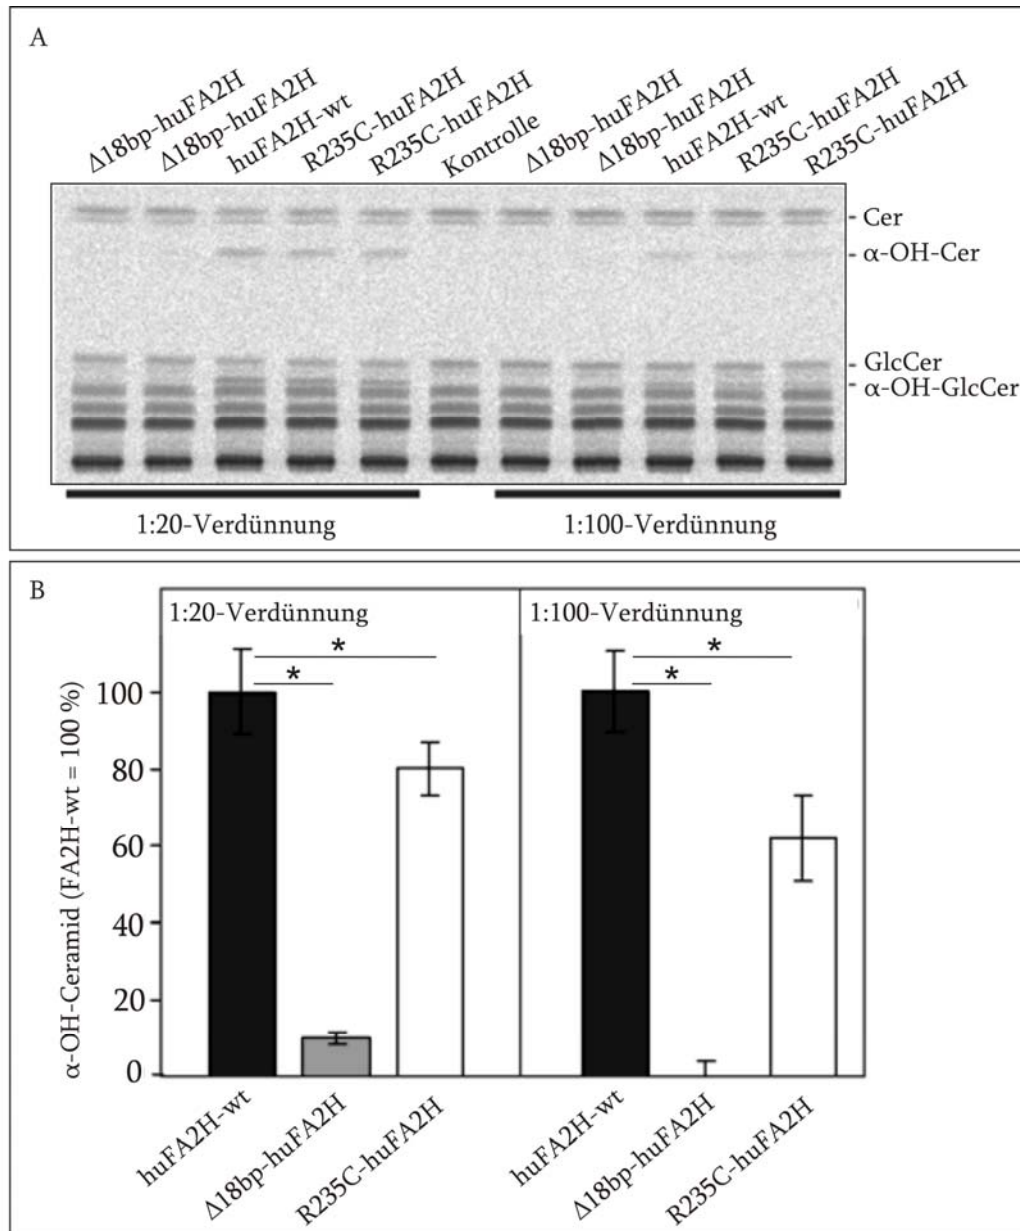 A
Δ18bp-huFA2H
Δ18bp-huFA2H
huFA2H-wt
R235C-huFA2H
R235C-huFA2H
Kontrolle
Δ18bp-huFA2H
Δ18bp-huFA2H
huFA2H-wt
R235C-huFA2H
R235C-huFA2H
Cer
α-OH-Cer
GlcCer
α-OH-GlcCer
1:20-Verdünnung
1:100-Verdünnung
B
1:20-Verdünnung
1:100-Verdünnung
*
*
*
*
α-OH-Ceramid (FA2H-wt = 100 %)
100
80
60
40
20
0
huFA2H-wt
Δ18bp-huFA2H
R235C-huFA2H
huFA2H-wt
Δ18bp-huFA2H
R235C-huFA2H